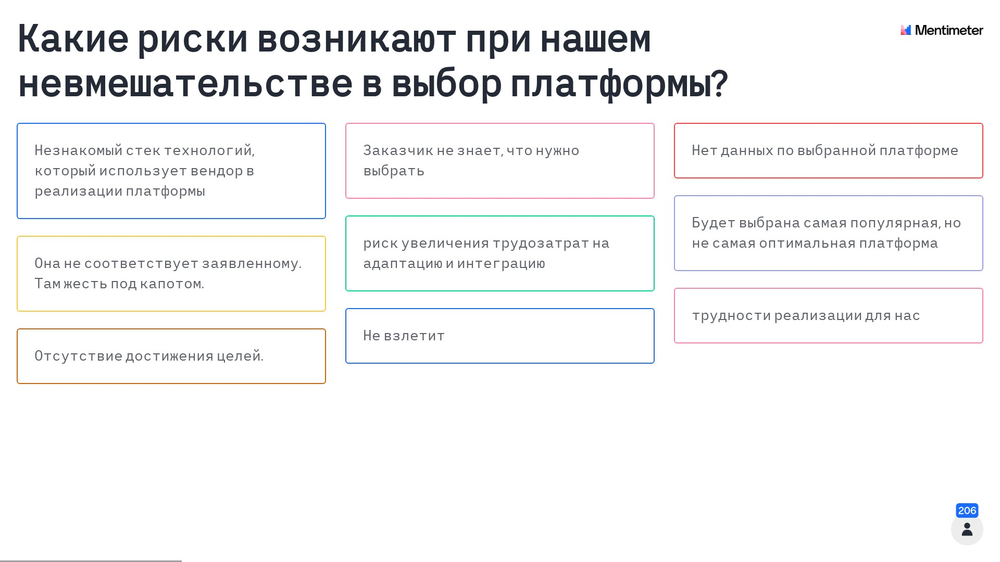 Какие риски возникают при нашем
невмешательстве в выбор платформы?
Mentimeter
Незнакомый стек технологий,
который использует вендор в
реализации платформы
Она не соответствует заявленному.
Там жесть под капотом.
Отсутствие достижения целей.
Заказчик не знает, что нужно
выбрать
риск увеличения трудозатрат на
адаптацию и интеграцию
Не взлетит
Нет данных по выбранной платформе
Будет выбрана самая популярная, но
не самая оптимальная платформа
трудности реализации для нас
206